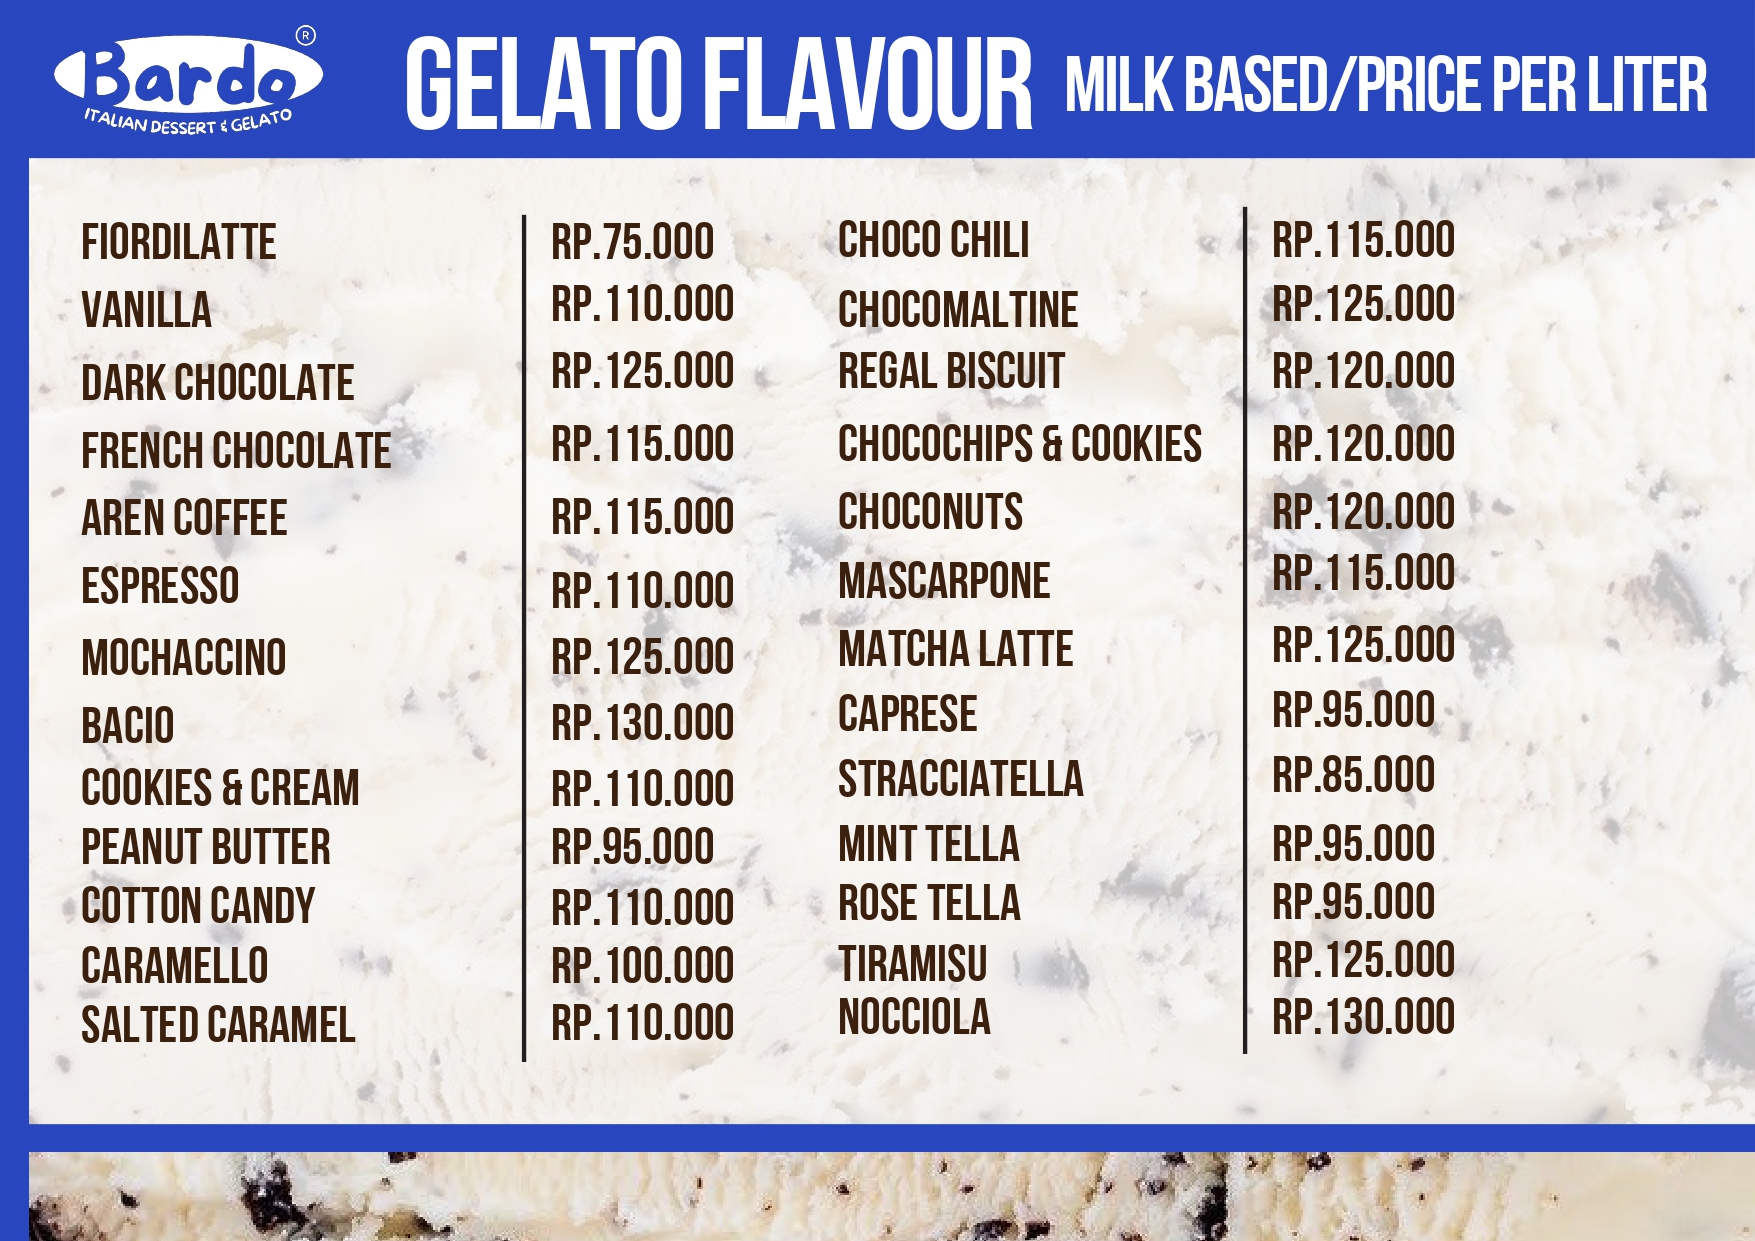 Bardo ®
ITALIAN DESSERT & GELATO
GELATO FLAVOUR MILK BASED/PRICE PER LITER
FIORDILATTE RP.75.000
VANILLA RP.110.000
DARK CHOCOLATE RP.125.000
FRENCH CHOCOLATE RP.115.000
AREN COFFEE RP.115.000
ESPRESSO RP.110.000
MOCHACCINO RP.125.000
BACIO RP.130.000
COOKIES & CREAM RP.110.000
PEANUT BUTTER RP.95.000
COTTON CANDY RP.110.000
CARAMELLO RP.100.000
SALTED CARAMEL RP.110.000
CHOCO CHILI RP.115.000
CHOCOMALTINE RP.125.000
REGAL BISCUIT RP.120.000
CHOCOCHIPS & COOKIES RP.120.000
CHOCONUTS RP.120.000
MASCARPONE RP.115.000
MATCHA LATTE RP.125.000
CAPRESE RP.95.000
STRACCIATELLA RP.85.000
MINT TELLA RP.95.000
ROSE TELLA RP.95.000
TIRAMISU RP.125.000
NOCCIOLA RP.130.000